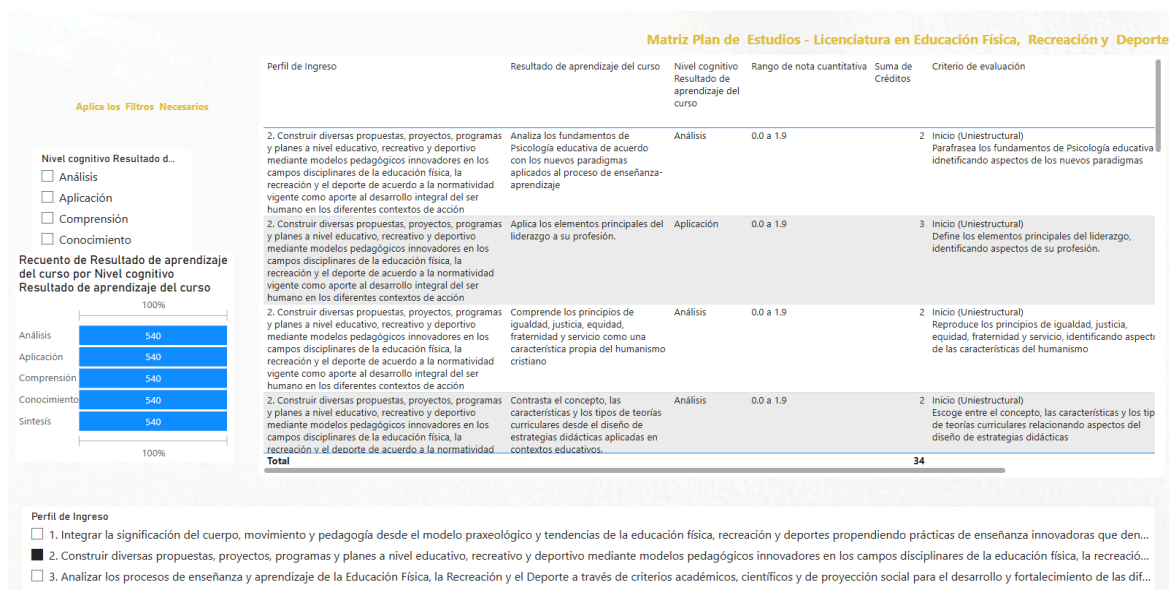 Matriz Plan de Estudios - Licenciatura en Educación Física, Recreación y Deporte
Aplica los Filtros Necesarios
Nivel cognitivo Resultado d...
Análisis
Aplicación
Comprensión
Conocimiento
Recuento de Resultado de aprendizaje
del curso por Nivel cognitivo
Resultado de aprendizaje del curso
100%
Análisis 540
Aplicación 540
Comprensión 540
Conocimiento 540
Sintesís 540
100%
Perfil de Ingreso
Resultado de aprendizaje del curso
Nivel cognitivo
Resultado de
aprendizaje del
curso
Rango de nota cuantitativa
Suma de
Créditos
Criterio de evaluación
2. Construir diversas propuestas, proyectos, programas
y planes a nivel educativo, recreativo y deportivo
mediante modelos pedagógicos innovadores en los
campos disciplinares de la educación física, la
recreación y el deporte de acuerdo a la normatividad
vigente como aporte al desarrollo integral del ser
humano en los diferentes contextos de acción
Analiza los fundamentos de
Psicología educativa de acuerdo
con los nuevos paradigmas
aplicados al proceso de enseñanza-
aprendizaje
Análisis
0.0 a 1.9
2
Inicio (Uniestructural)
Parafrasea los fundamentos de Psicología educativa
idnetificando aspectos de los nuevos paradigmas
2. Construir diversas propuestas, proyectos, programas
y planes a nivel educativo, recreativo y deportivo
mediante modelos pedagógicos innovadores en los
campos disciplinares de la educación física, la
recreación y el deporte de acuerdo a la normatividad
vigente como aporte al desarrollo integral del ser
humano en los diferentes contextos de acción
Aplica los elementos principales del
liderazgo a su profesión.
Aplicación
0.0 a 1.9
3
Inicio (Uniestructural)
Define los elementos principales del liderazgo,
identificando aspectos de su profesión.
2. Construir diversas propuestas, proyectos, programas
y planes a nivel educativo, recreativo y deportivo
mediante modelos pedagógicos innovadores en los
campos disciplinares de la educación física, la
recreación y el deporte de acuerdo a la normatividad
vigente como aporte al desarrollo integral del ser
humano en los diferentes contextos de acción
Comprende los principios de
igualdad, justicia, equidad,
fraternidad y servicio como una
característica propia del humanismo
cristiano
Análisis
0.0 a 1.9
2
Inicio (Uniestructural)
Reproduce los principios de igualdad, justicia,
equidad, fraternidad y servicio, identificando aspecto
de las características del humanismo
2. Construir diversas propuestas, proyectos, programas
y planes a nivel educativo, recreativo y deportivo
mediante modelos pedagógicos innovadores en los
campos disciplinares de la educación física, la
recreación y el deporte de acuerdo a la normatividad
Contrasta el concepto, las
características y los tipos de teorías
curriculares desde el diseño de
estrategias didácticas aplicadas en
contextos educativos.
Análisis
0.0 a 1.9
2
Inicio (Uniestructural)
Escoge entre el concepto, las características y los tip
de teorías curriculares relacionando aspectos del
diseño de estrategias didácticas
Total 34
Perfil de Ingreso
1. Integrar la significación del cuerpo, movimiento y pedagogía desde el modelo praxeológico y tendencias de la educación física, recreación y deportes propendiendo prácticas de enseñanza innovadoras que den...
2. Construir diversas propuestas, proyectos, programas y planes a nivel educativo, recreativo y deportivo mediante modelos pedagógicos innovadores en los campos disciplinares de la educación física, la recreació...
3. Analizar los procesos de enseñanza y aprendizaje de la Educación Física, la Recreación y el Deporte a través de criterios académicos, científicos y de proyección social para el desarrollo y fortalecimiento de las dif...